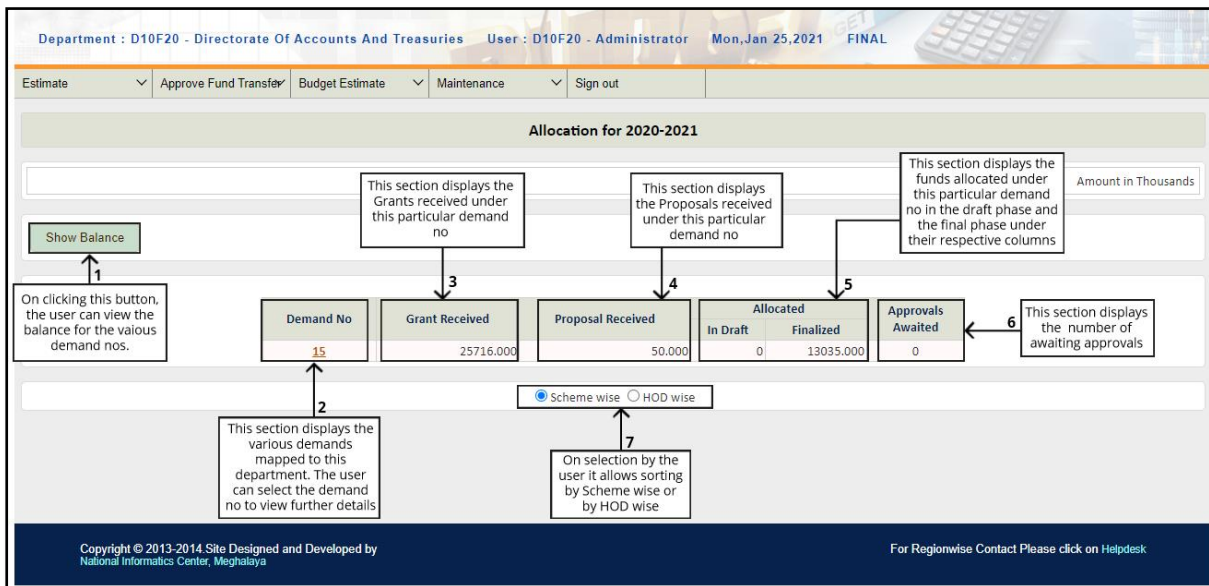 Department : D10F20 - Directorate Of Accounts And Treasuries User : D10F20 - Administrator Mon,Jan 25,2021 FINAL
Estimate Approve Fund Transfer Budget Estimate Maintenance Sign out
Allocation for 2020-2021
Amount in Thousands
This section displays the
Grants received under
this particular demand
no
This section displays
the Proposals received
under this particular
demand no
This section displays the
funds allocated under
this particular demand
no in the draft phase and
the final phase under
their respective columns
Show Balance
1
On clicking this button,
the user can view the
balance for the vaious
demand nos.
3
4
5
Demand No Grant Received Proposal Received Allocated Approvals Awaited
In Draft Finalized
15 25716.000 50.000 0 13035.000 0
6
This section displays
the number of
awaiting approvals
Scheme wise HOD wise
2
This section displays the
various demands
mapped to this
department. The user
can select the demand
no to view further details
7
On selection by the
user it allows sorting
by Scheme wise or
by HOD wise
Copyright © 2013-2014.Site Designed and Developed by
National Informatics Center, Meghalaya
For Regionwise Contact Please click on Helpdesk